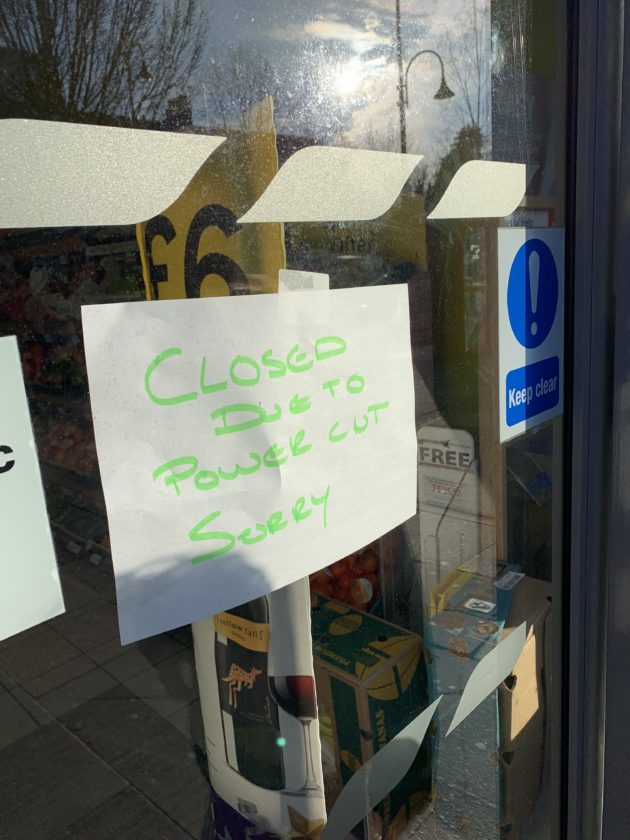 £6
CLOSED
DUE TO
POWER CUT
SORRY
Keep clear
FREE
c
yellow tail